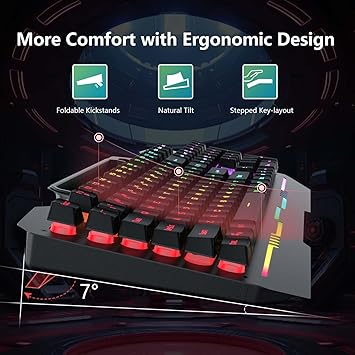 More Comfort with Ergonomic Design
Foldable Kickstands
Natural Tilt
Stepped Key-layout
7°